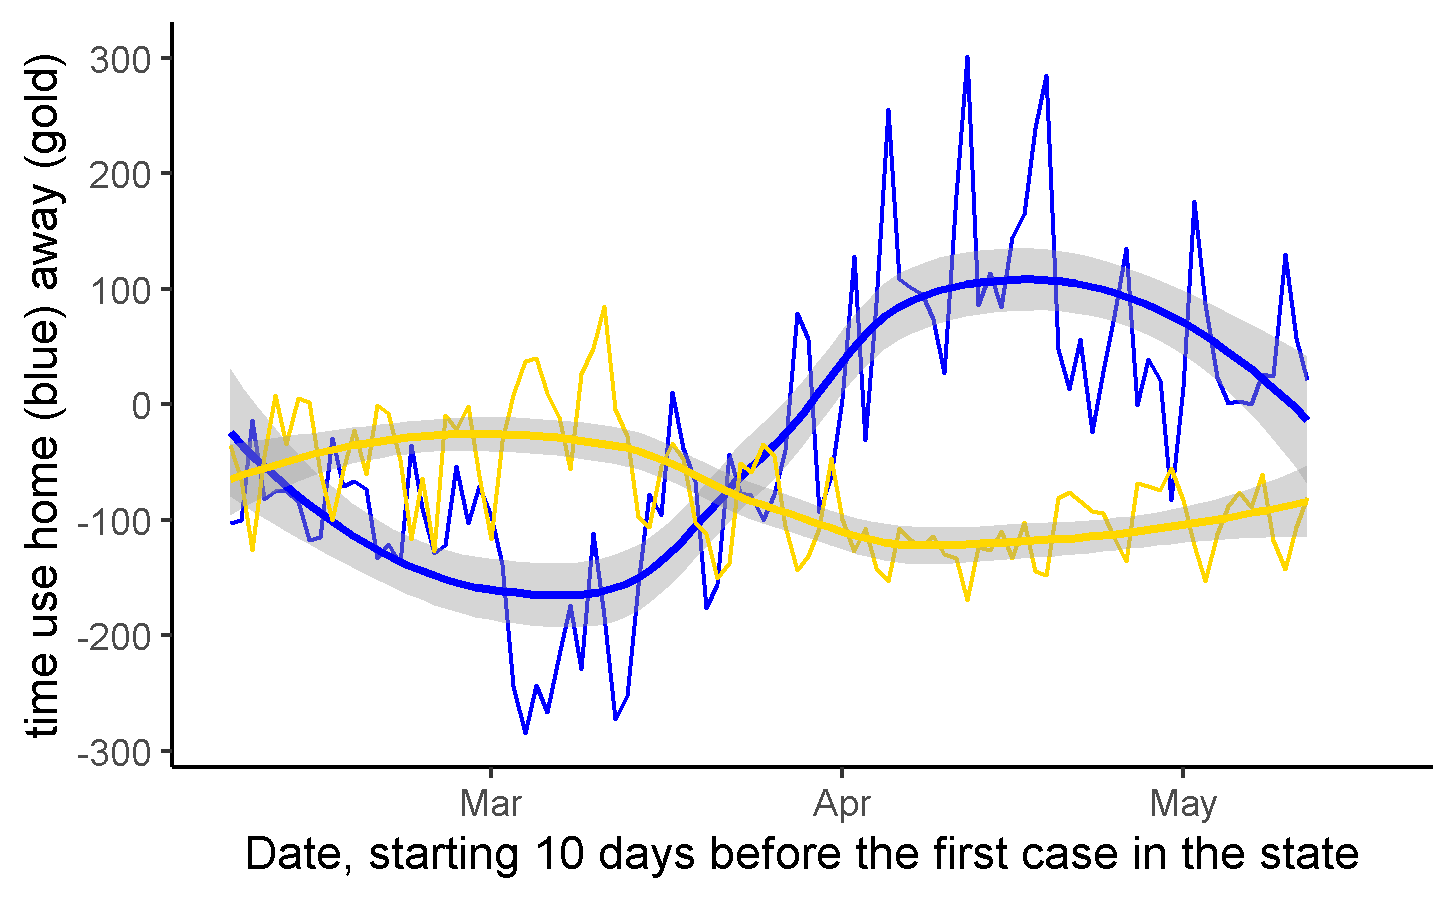 time use home (blue) away (gold)
300
200
100
0
-100
-200
-300
Mar
Apr
May
Date, starting 10 days before the first case in the state